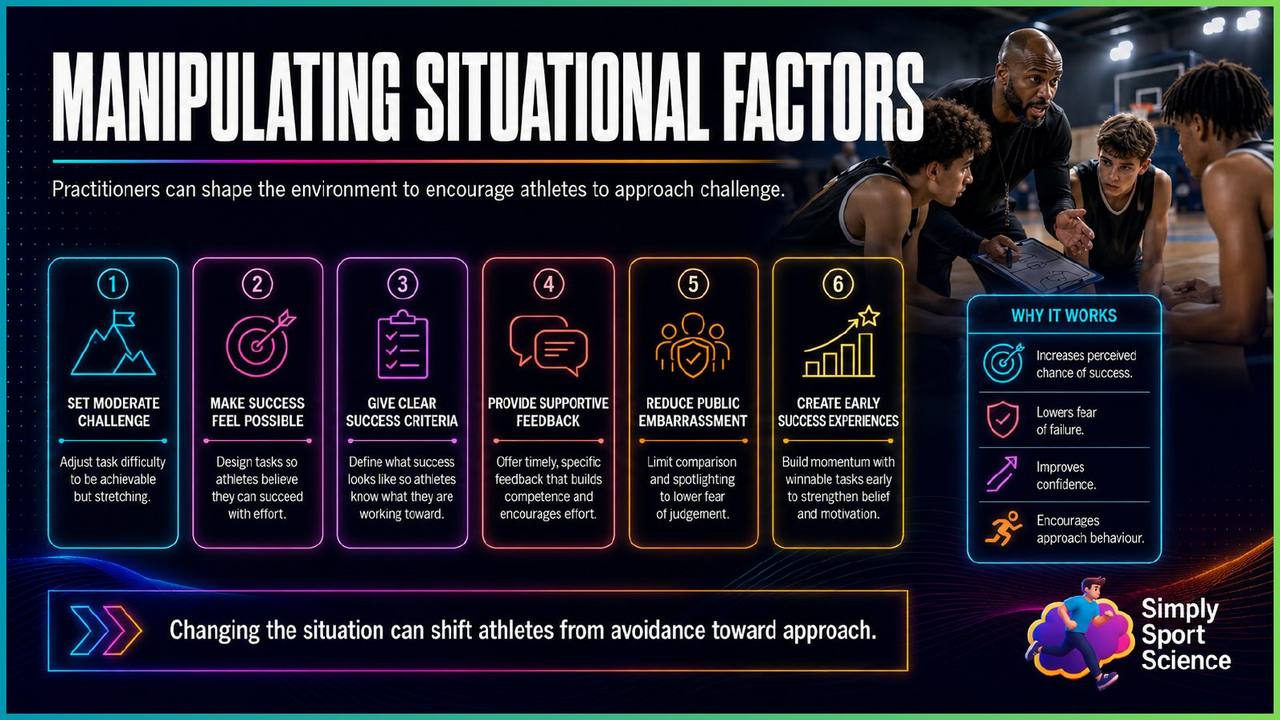 MANIPULATING SITUATIONAL FACTORS
Practitioners can shape the environment to encourage athletes to approach challenge.
1
SET MODERATE
CHALLENGE
Adjust task difficulty
to be achievable
but stretching.
2
MAKE SUCCESS
FEEL POSSIBLE
Design tasks so
athletes believe
they can succeed
with effort.
3
GIVE CLEAR
SUCCESS CRITERIA
Define what success
looks like so athletes
know what they are
working toward.
4
PROVIDE SUPPORTIVE
FEEDBACK
Offer timely, specific
feedback that builds
competence and
encourages effort.
5
REDUCE PUBLIC
EMBARRASSMENT
Limit comparison
and spotlighting
to lower fear
of judgement.
6
CREATE EARLY
SUCCESS EXPERIENCES
Build momentum with
winnable tasks early
to strengthen belief
and motivation.
WHY IT WORKS
Increases perceived
chance of success.
Lowers fear
of failure.
Improves
confidence.
Encourages
approach behaviour.
Changing the situation can shift athletes from avoidance toward approach.
Simply
Sport
Science